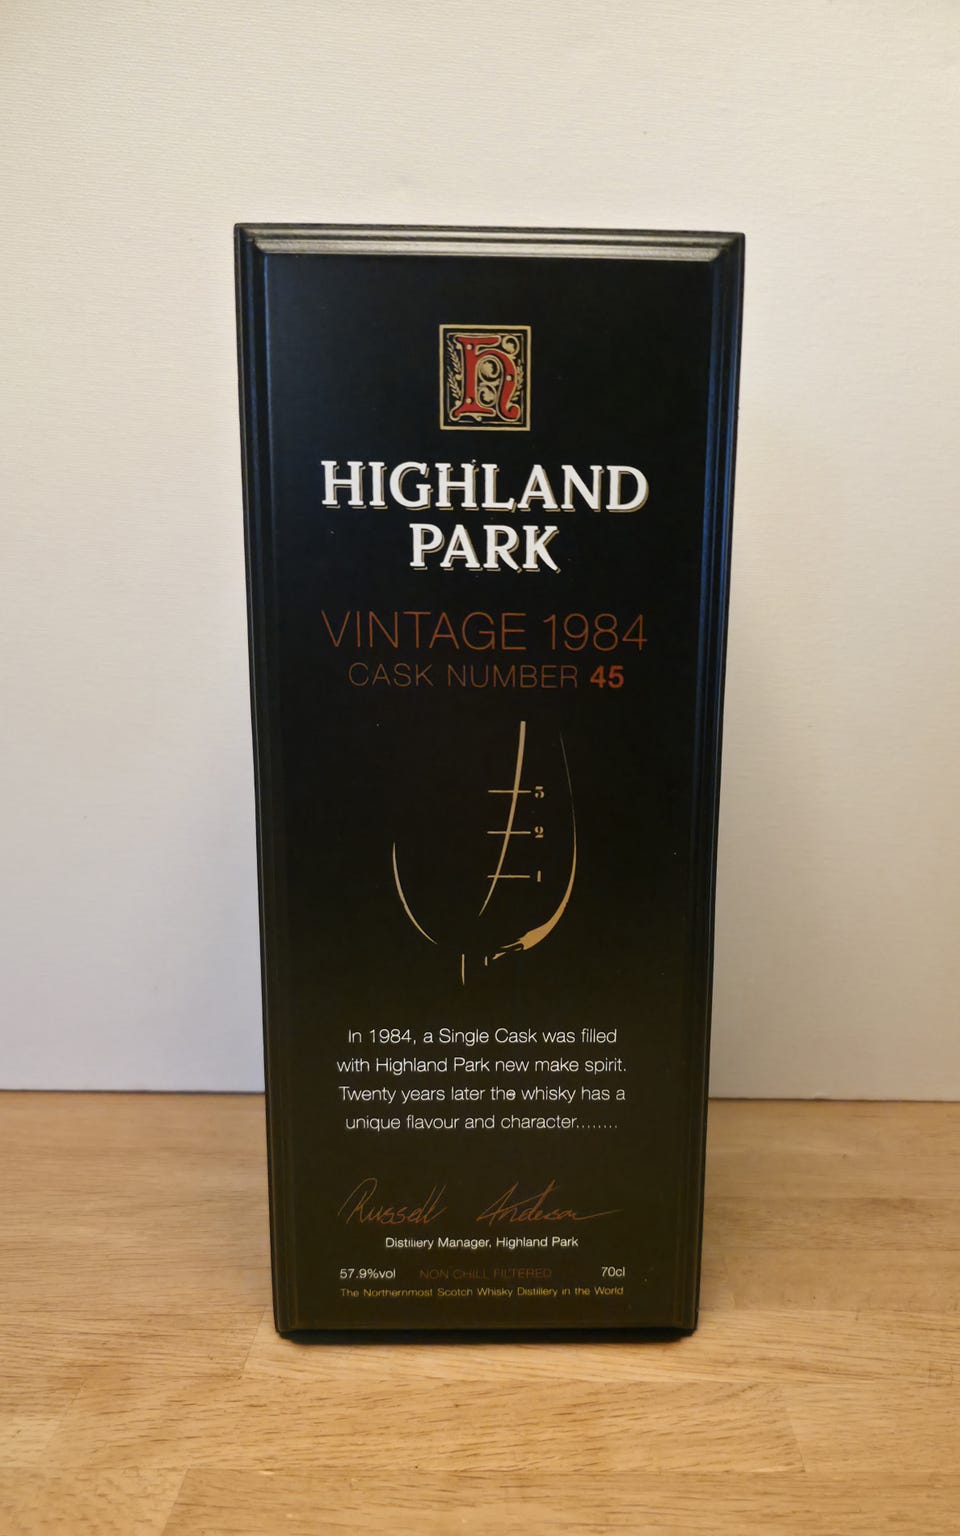 h
HIGHLAND
PARK
VINTAGE 1984
CASK NUMBER 45
3
2
1
In 1984, a Single Cask was filled
with Highland Park new make spirit.
Twenty years later the whisky has a
unique flavour and character........
Russell Anderson
Distillery Manager, Highland Park
57.9%vol NON CHILL FILTERED 70cl
The Northernmost Scotch Whisky Distillery in the World